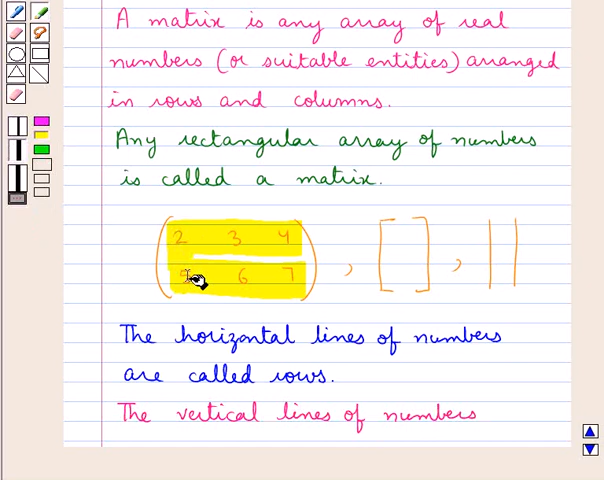 A matrix is any array of real
numbers (or suitable entities) arranged
in rows and columns.
Any rectangular array of numbers
is called a matrix.
( 2 3 4 ) , [ ] , | |
6 7
The horizontal lines of numbers
are called rows.
The vertical lines of numbers